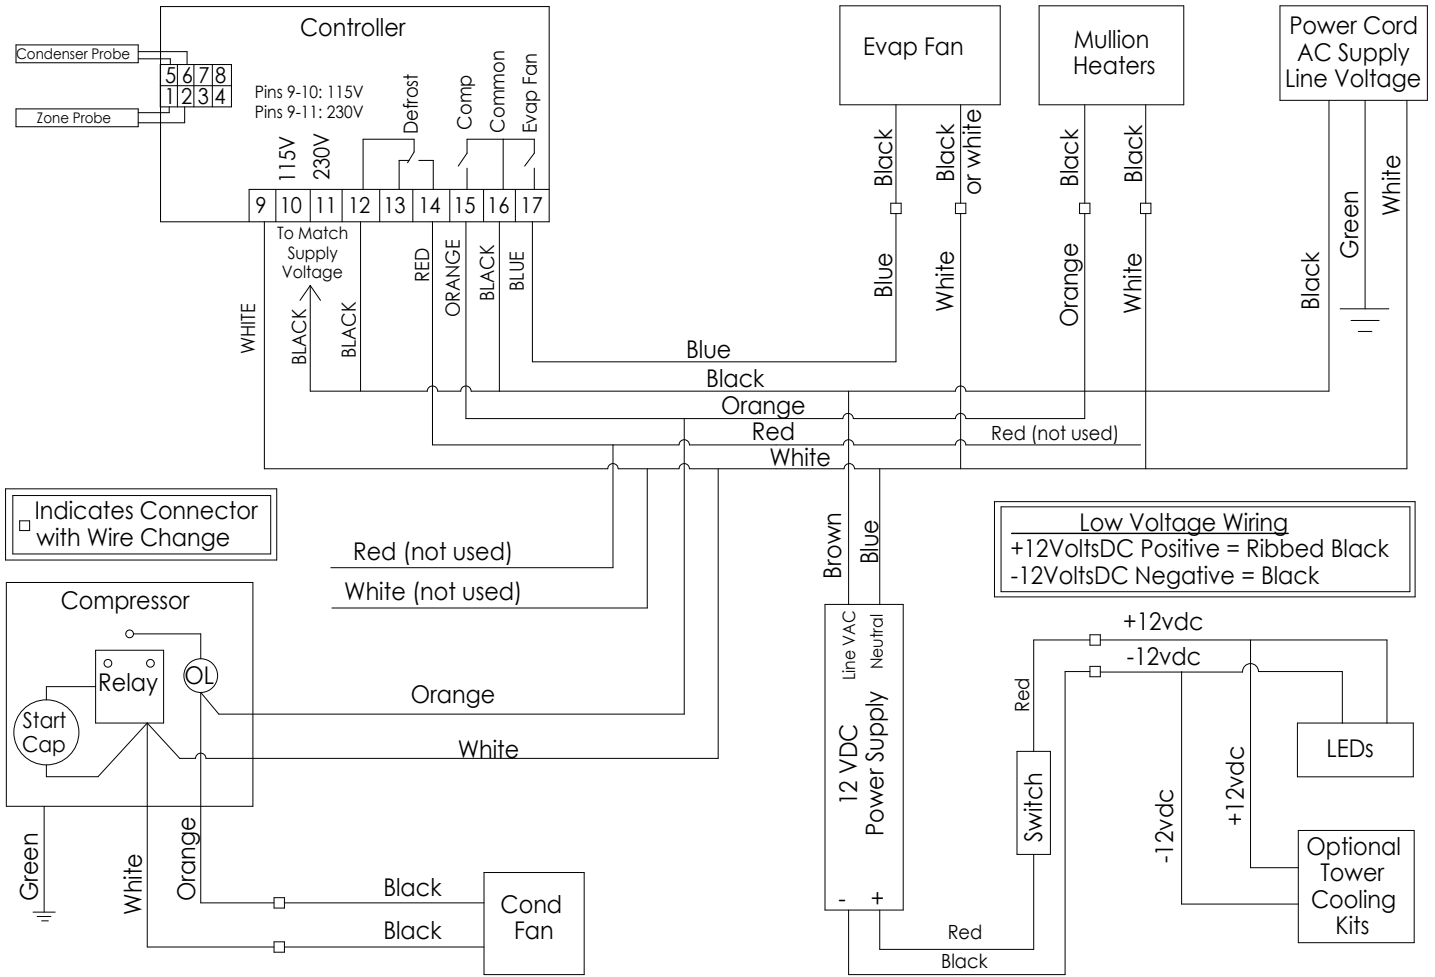 Controller
Condenser Probe
Zone Probe
5 6 7 8
1 2 3 4
Pins 9-10: 115V
Pins 9-11: 230V
115V
230V
Defrost
Comp
Common
Evap Fan
9 10 11 12 13 14 15 16 17
To Match
Supply
Voltage
WHITE
BLACK
BLACK
RED
ORANGE
BLACK
BLUE
Evap Fan
Black
Black
or white
Blue
White
Mullion
Heaters
Black
Black
Orange
White
Power Cord
AC Supply
Line Voltage
Black
Green
White
Blue
Black
Orange
Red
Red (not used)
White
Indicates Connector
with Wire Change
Red (not used)
White (not used)
Low Voltage Wiring
+12VoltsDC Positive = Ribbed Black
-12VoltsDC Negative = Black
Compressor
Relay
OL
Start
Cap
Orange
White
Green
White
Orange
Black
Black
Cond
Fan
Brown
Blue
Line VAC
Neutral
12 VDC
Power Supply
- +
Red
Black
Red
Switch
+12vdc
-12vdc
-12vdc
+12vdc
LEDs
Optional
Tower
Cooling
Kits